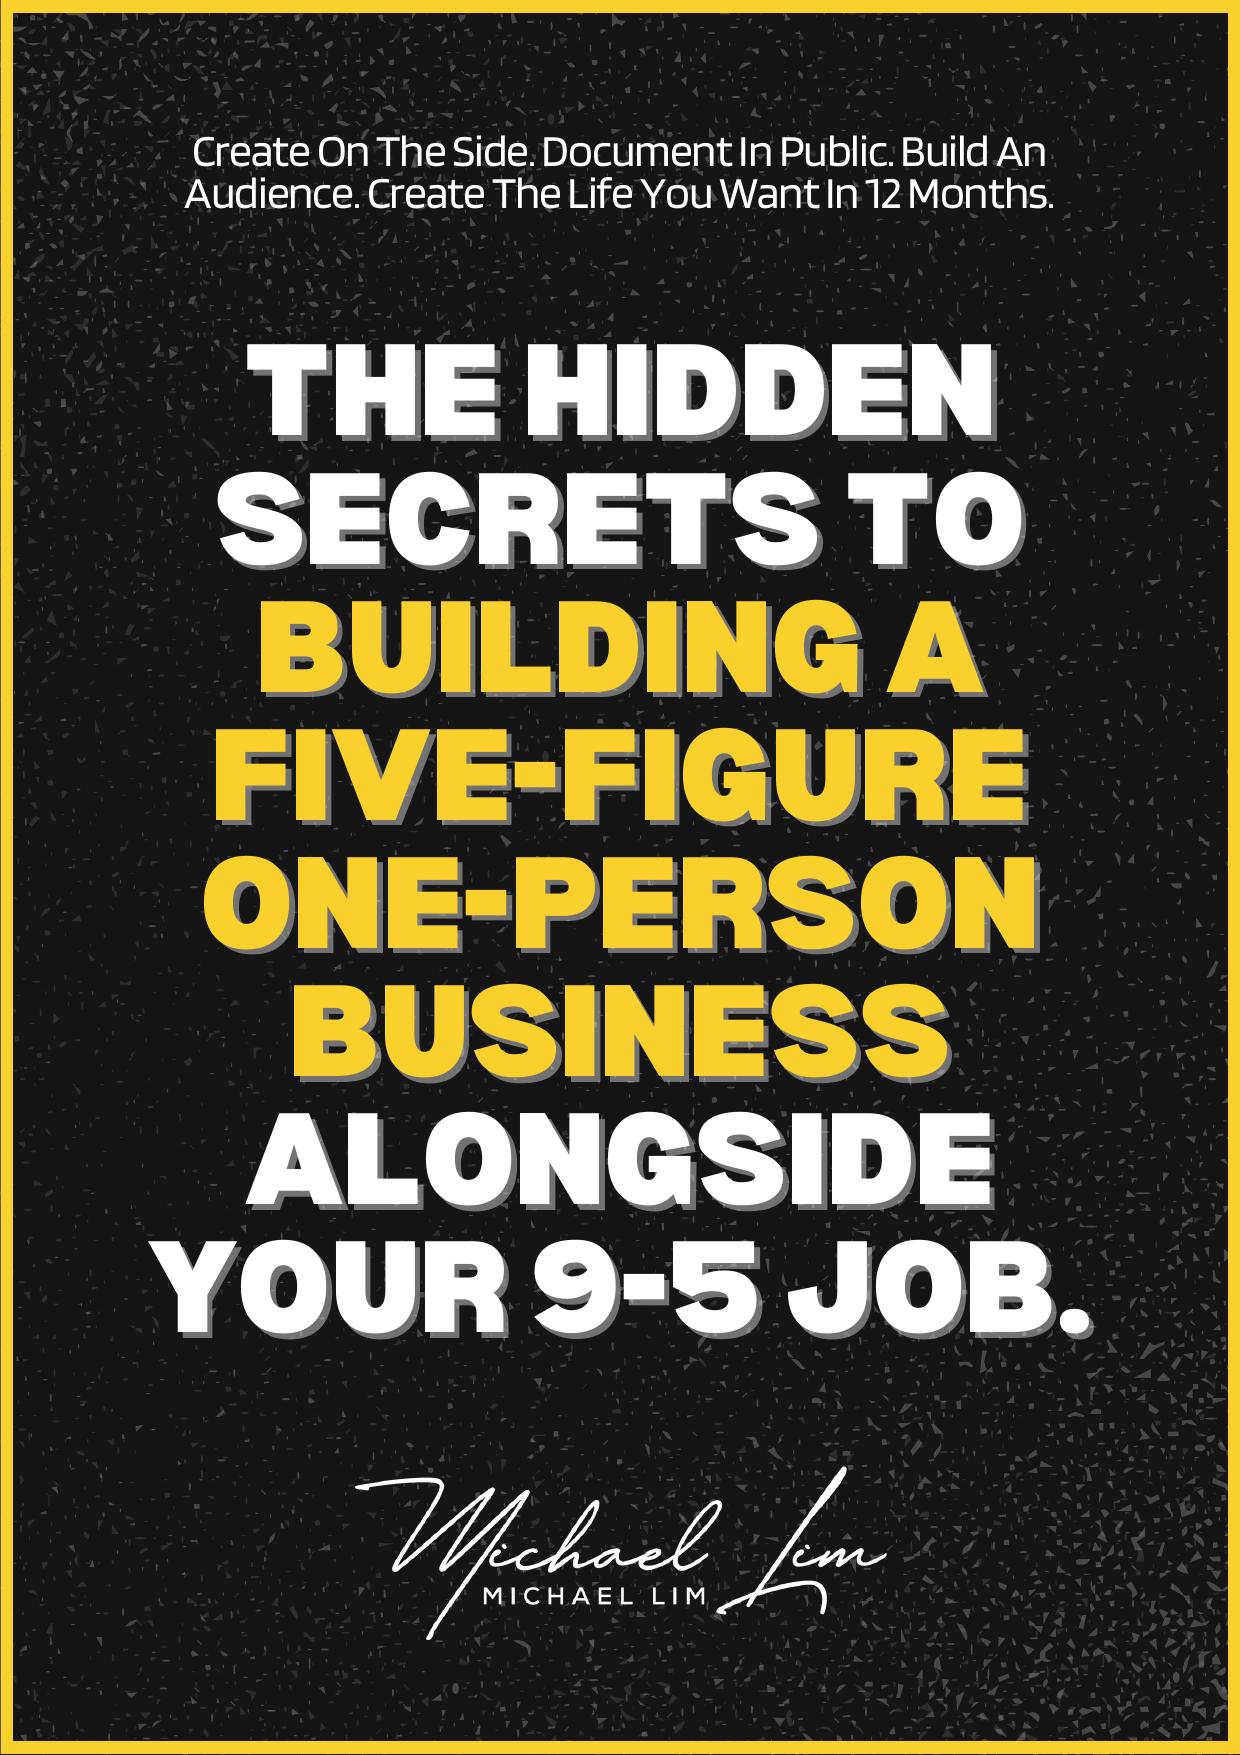 Create On The Side. Document In Public. Build An
Audience. Create The Life You Want In 12 Months.
THE HIDDEN
SECRETS TO
BUILDING A
FIVE-FIGURE
ONE-PERSON
BUSINESS
ALONGSIDE
YOUR 9-5 JOB.
Michael Lim
MICHAEL LIM